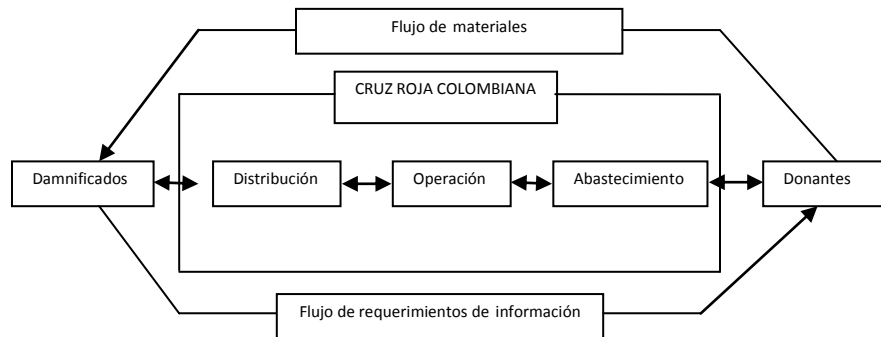 Flujo de materiales
CRUZ ROJA COLOMBIANA
Damnificados
Distribución
Operación
Abastecimiento
Donantes
Flujo de requerimientos de información